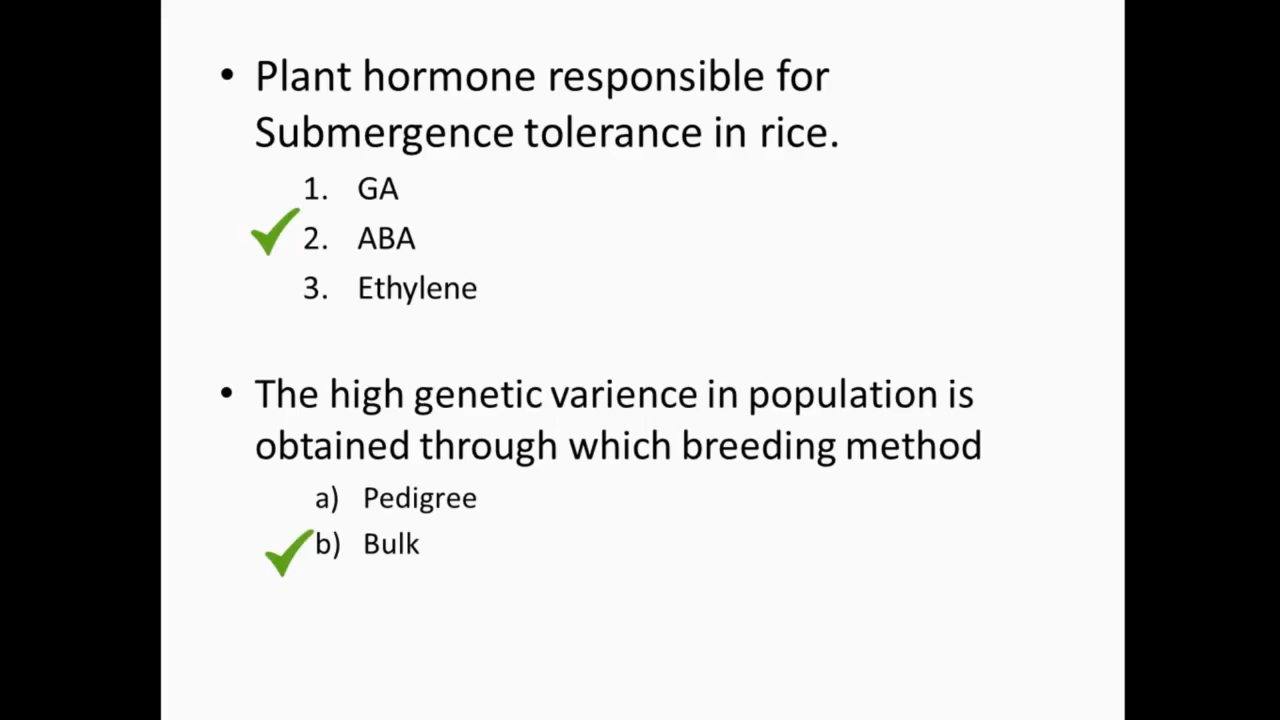 • Plant hormone responsible for
Submergence tolerance in rice.
1. GA
2. ABA
3. Ethylene
• The high genetic varience in population is
obtained through which breeding method
a) Pedigree
b) Bulk